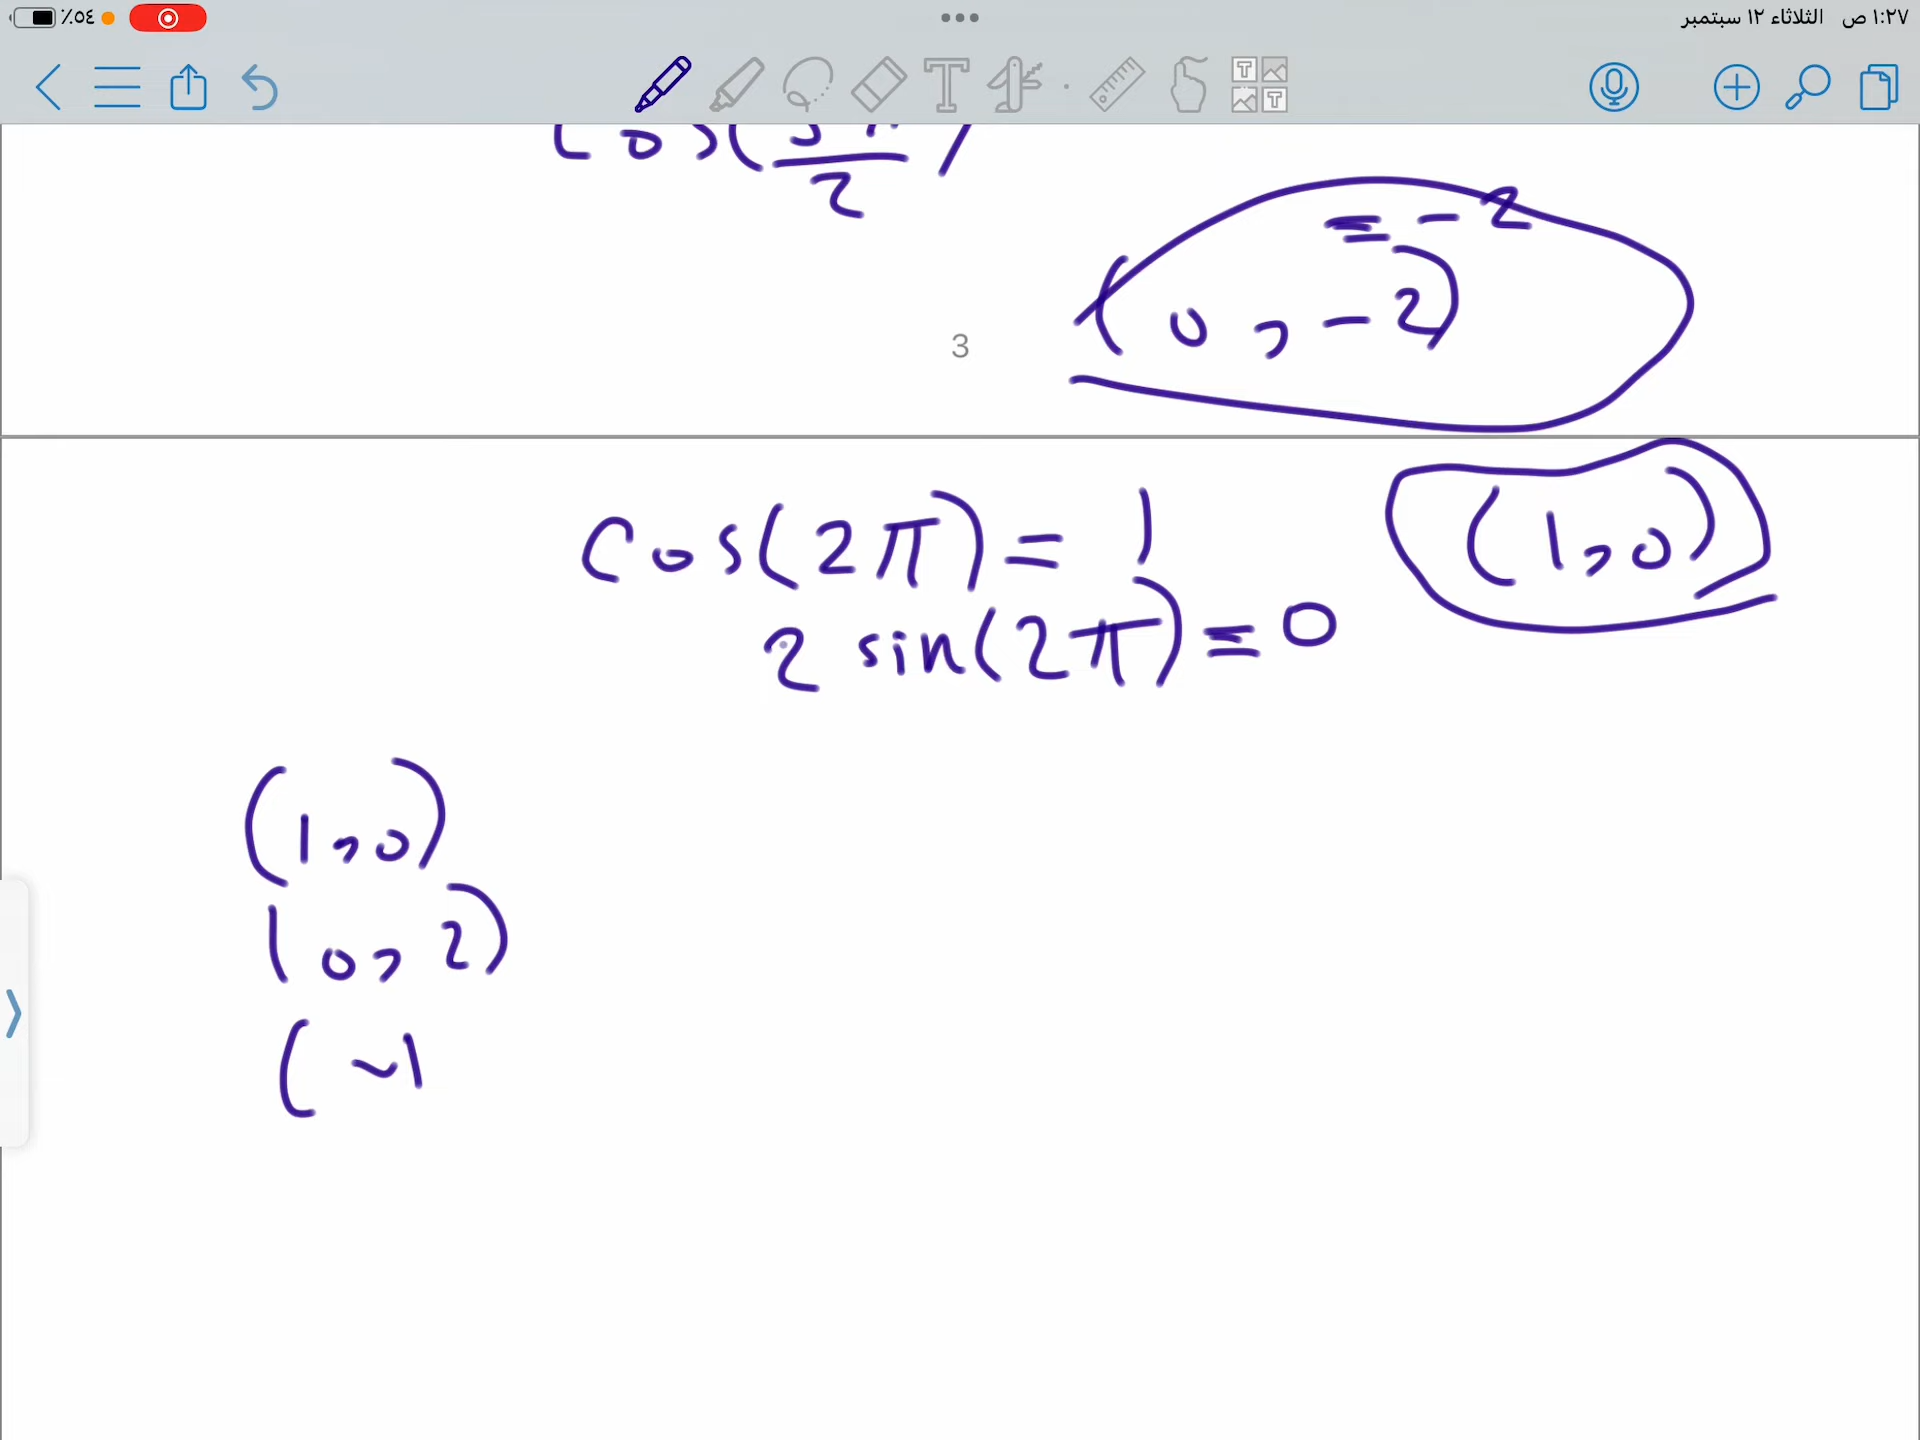 ٪٥٤ ١:٢٧ ص الثلاثاء ١٢ سبتمبر
= - 2
(0, -2)
3
cos(2π) = 1
(1,0)
2 sin(2π) = 0
(1,0)
(0, 2)
( -1